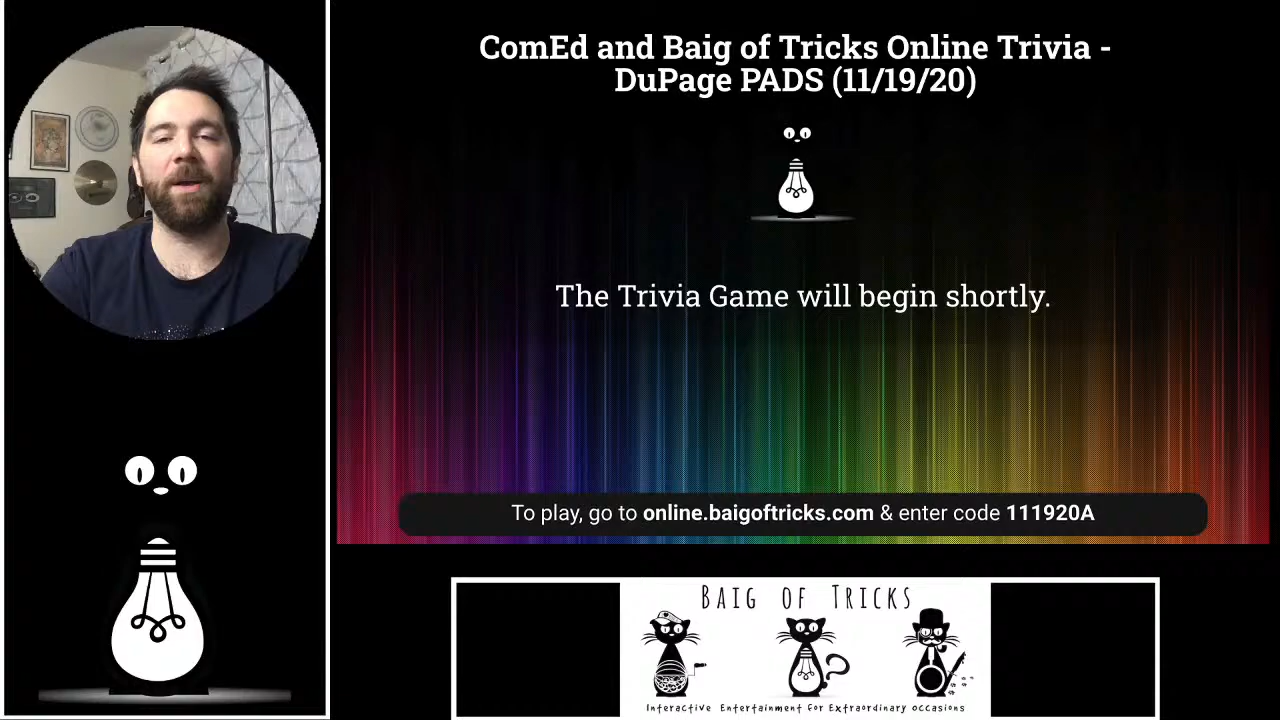 ComEd and Baig of Tricks Online Trivia -
DuPage PADS (11/19/20)
The Trivia Game will begin shortly.
To play, go to online.baigoftricks.com & enter code 111920A
BAIG OF TRICKS
Interactive Entertainment for Extraordinary Occasions